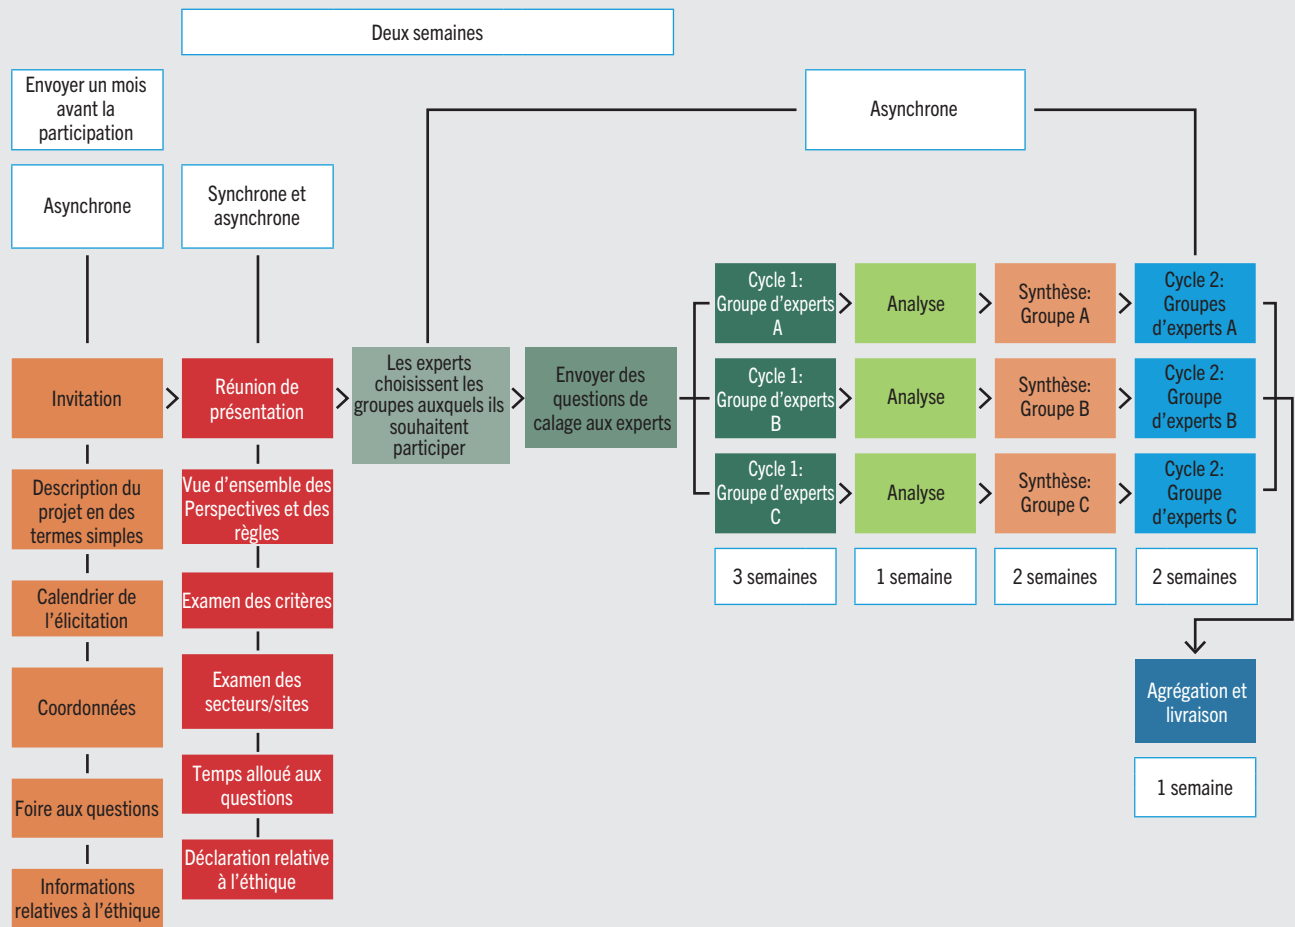 Deux semaines
Envoyer un mois
avant la
participation
Asynchrone
Asynchrone
Synchrone et
asynchrone
Invitation
Description du
projet en des
termes simples
Calendrier de
l'élicitation
Coordonnées
Foire aux questions
Informations
relatives à l'éthique
Réunion de
présentation
Vue d'ensemble des
Perspectives et des
règles
Examen des critères
Examen des
secteurs/sites
Temps alloué aux
questions
Déclaration relative
à l'éthique
Les experts
choisissent les
groupes auxquels ils
souhaitent
participer
Envoyer des
questions de
calage aux experts
Cycle 1:
Groupe d'experts
A
Analyse
Synthèse:
Groupe A
Cycle 2:
Groupes
d'experts A
Cycle 1:
Groupe d'experts
B
Analyse
Synthèse:
Groupe B
Cycle 2:
Groupe
d'experts B
Cycle 1:
Groupe d'experts
C
Analyse
Synthèse:
Groupe C
Cycle 2:
Groupe
d'experts C
3 semaines
1 semaine
2 semaines
2 semaines
Agrégation et
livraison
1 semaine